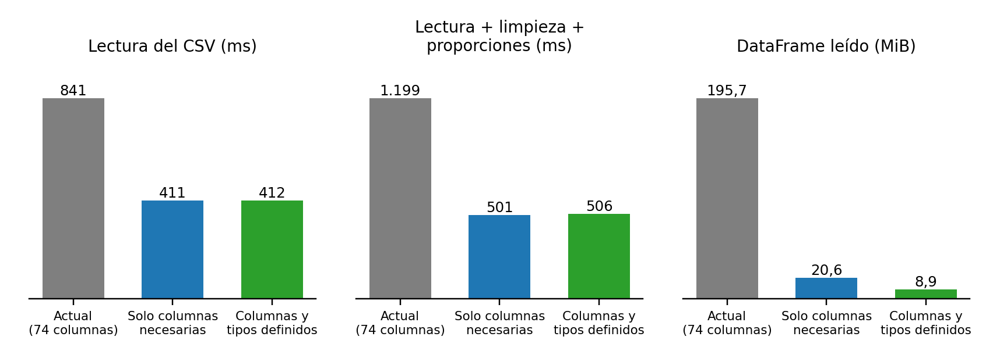 Lectura del CSV (ms)
841
411
412
Actual
(74 columnas)
Solo columnas
necesarias
Columnas y
tipos definidos
Lectura + limpieza +
proporciones (ms)
1.199
501
506
Actual
(74 columnas)
Solo columnas
necesarias
Columnas y
tipos definidos
DataFrame leído (MiB)
195,7
20,6
8,9
Actual
(74 columnas)
Solo columnas
necesarias
Columnas y
tipos definidos